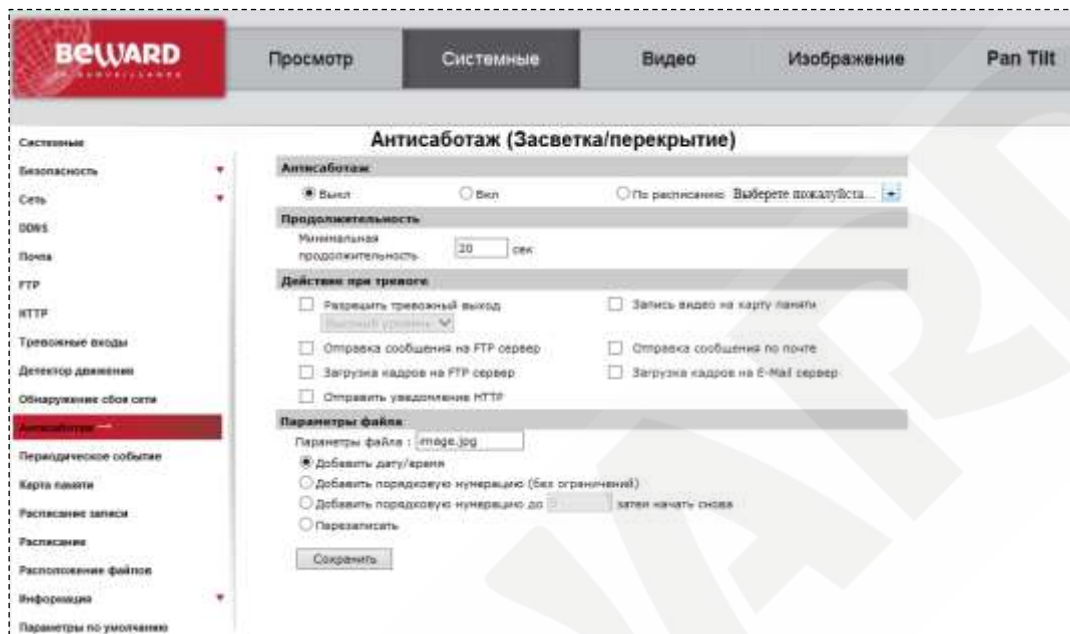 BEWARD
Просмотр
Системные
Видео
Изображение
Pan Tilt
Системные
Безопасность
Сеть
DDNS
Почта
FTP
HTTP
Тревожные входы
Детектор движения
Обнаружение сбоя сети
Антисаботаж
Периодическое событие
Карта памяти
Расписание записи
Расписание
Расположение файлов
Информация
Параметры по умолчанию
Антисаботаж (Засветка/перекрытие)
Антисаботаж
Выкл
Вкл
По расписанию Выберете пожалуйста...
Продолжительность
Минимальная
продолжительность 20 сек
Действие при тревоге
Разрешить тревожный выход
Запись видео на карту памяти
Высокий уровень
Отправка сообщения на FTP сервер
Отправка сообщения по почте
Загрузка кадров на FTP сервер
Загрузка кадров на E-Mail сервер
Отправить уведомление HTTP
Параметры файла
Параметры файла : image.jpg
Добавить дату/время
Добавить порядковую нумерацию (без ограничений)
Добавить порядковую нумерацию до 0 затем начать снова
Перезаписать
Сохранить